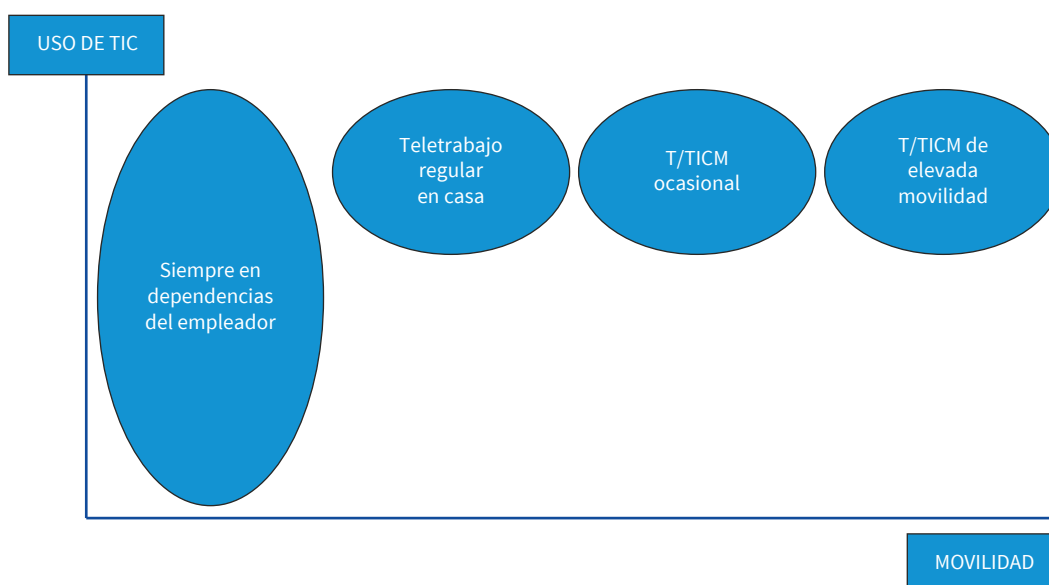 USO DE TIC
Teletrabajo
regular
en casa
T/TICM
ocasional
T/TICM de
elevada
movilidad
Siempre en
dependencias
del empleador
MOVILIDAD